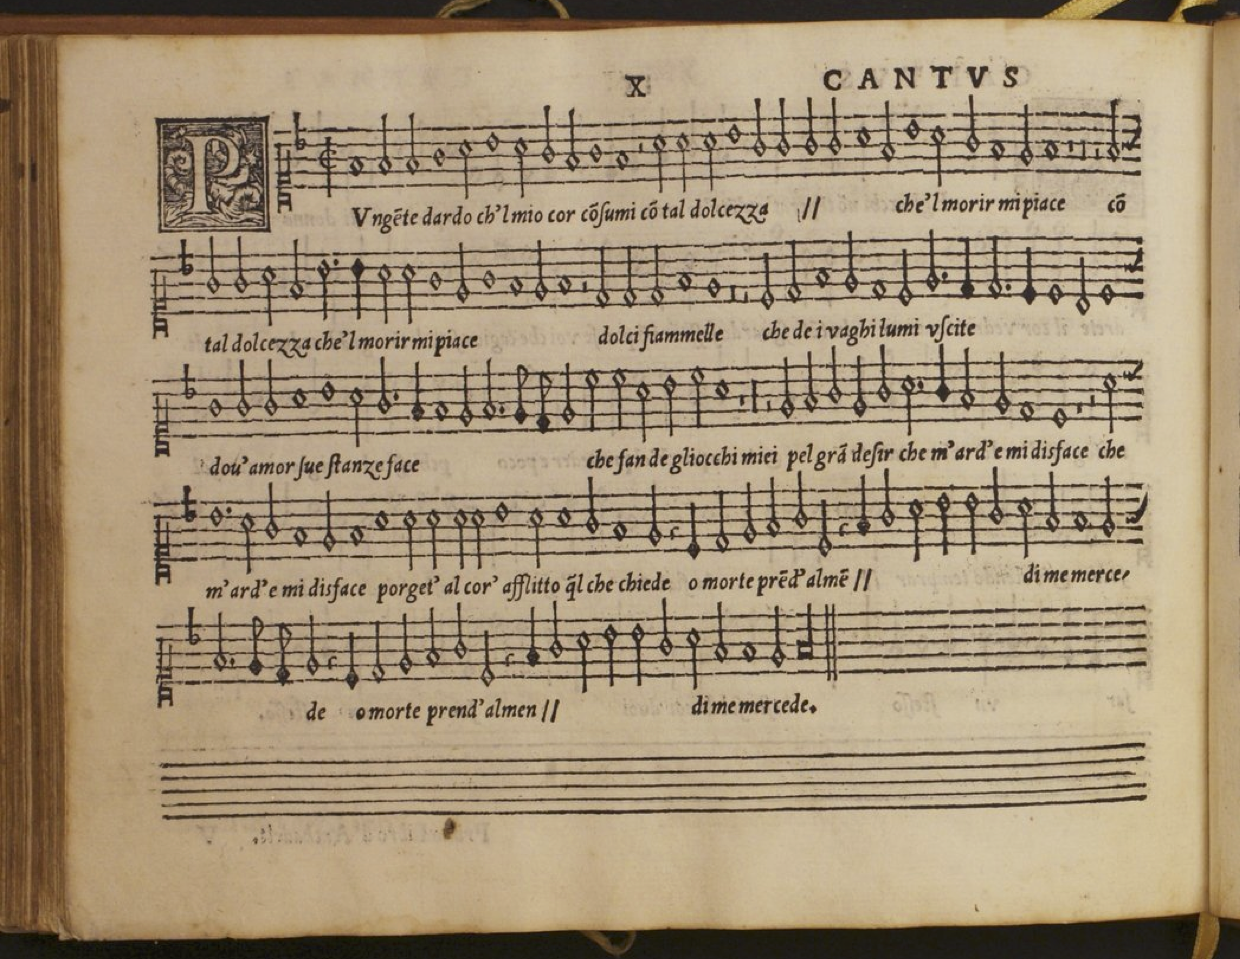 X CANTVS
PVngēte dardo ch'l mio cor cōsumi cō tal dolcezza // che'l morir mi piace cō
tal dolcezza che'l morir mi piace dolci fiammelle che de i vaghi lumi vscite
dou' amor sue stanze face che fan de gliocchi miei pel grā desir che m'ard'e mi disface che
m'ard'e mi disface porget' al cor' afflitto q̄l che chiede o morte prēd' almē // di me merce-
de o morte prend' almen // di me mercede.